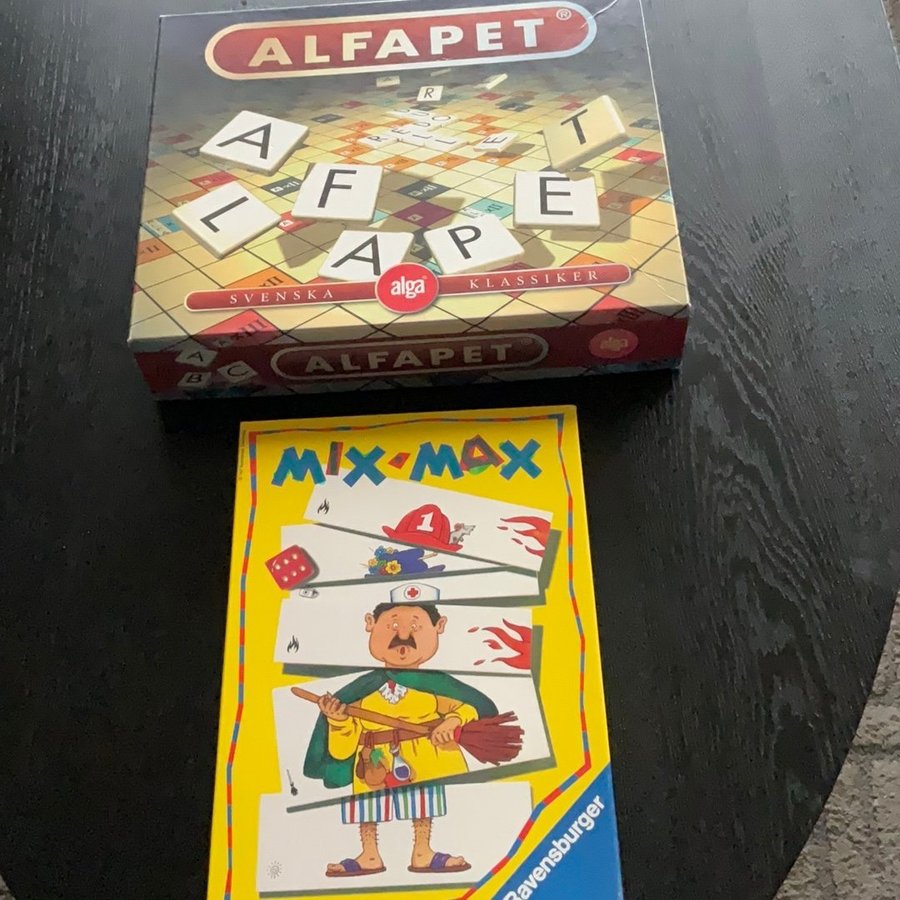 ALFAPET®
R
A
T
F
E
L
A
P
SVENSKA alga KLASSIKER
A
B C
ALFAPET®
alga
MIX-MAX
1
Ravensburger